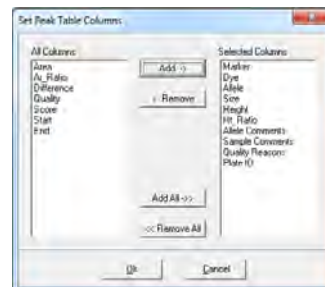 Set Peak Table Columns
All Columns
Area
Ar_Ratio
Difference
Quality
Score
Start
End
Add ->
<- Remove
Add All ->>
<< Remove All
Selected Columns
Marker
Dye
Allele
Size
Height
Ht_Ratio
Allele Comments
Sample Comments
Quality Reasons
Plate ID
Ok
Cancel